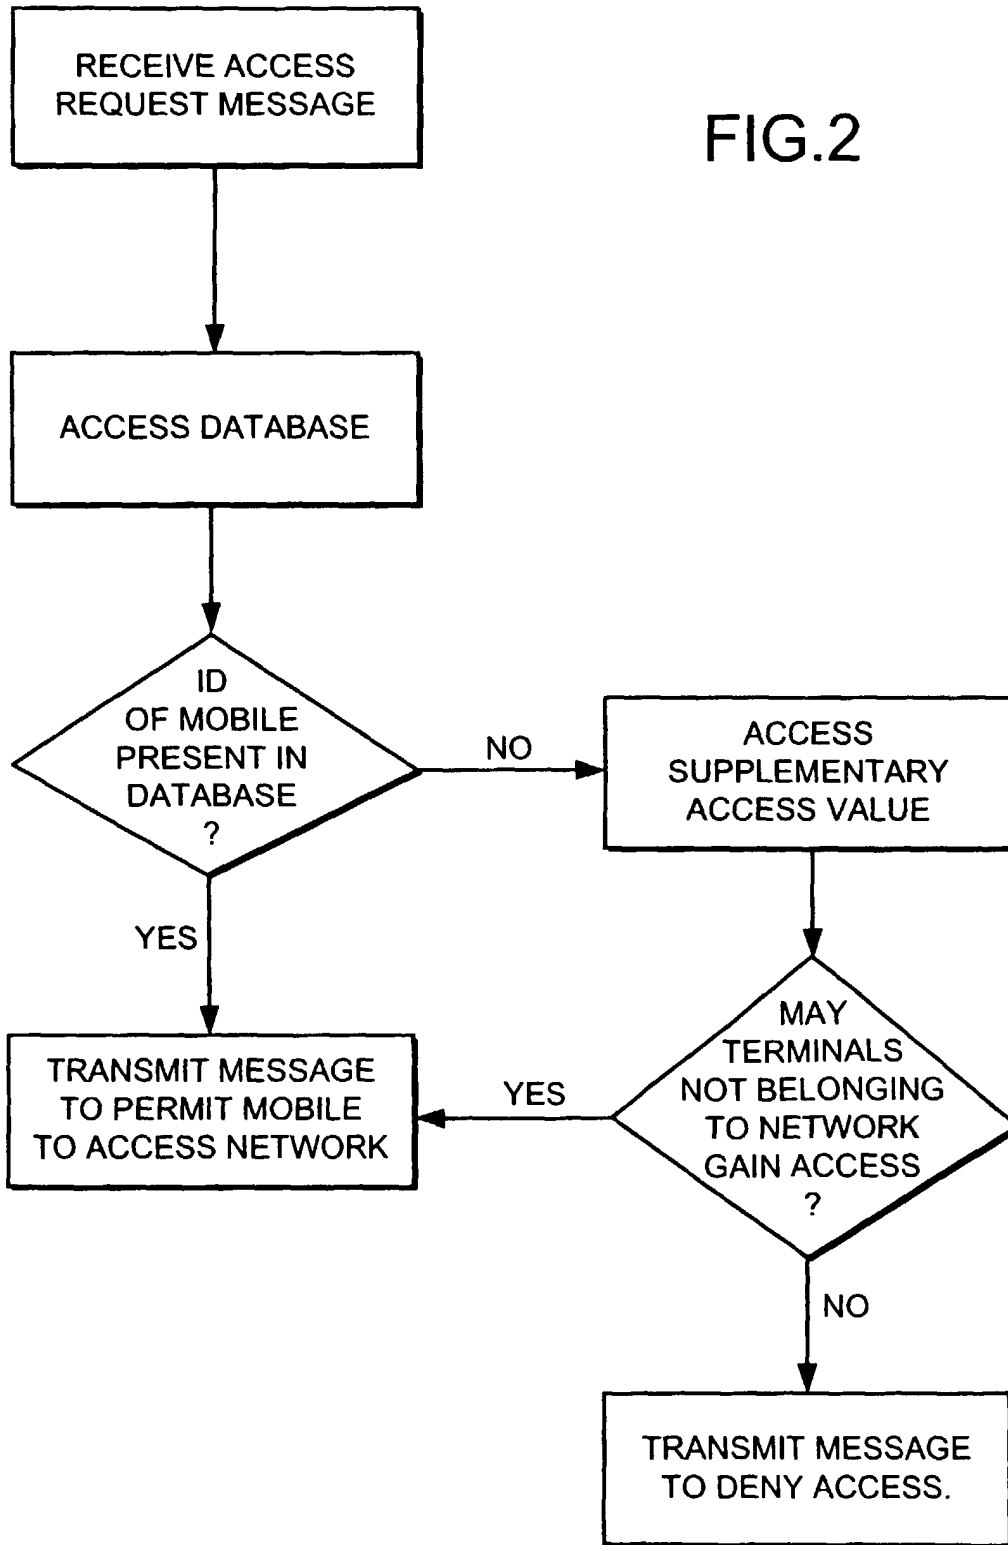 RECEIVE ACCESS
REQUEST MESSAGE
FIG.2
ACCESS DATABASE
ID
OF MOBILE
PRESENT IN
DATABASE
?
NO
ACCESS
SUPPLEMENTARY
ACCESS VALUE
YES
MAY
TERMINALS
NOT BELONGING
TO NETWORK
GAIN ACCESS
?
YES
TRANSMIT MESSAGE
TO PERMIT MOBILE
TO ACCESS NETWORK
NO
TRANSMIT MESSAGE
TO DENY ACCESS.